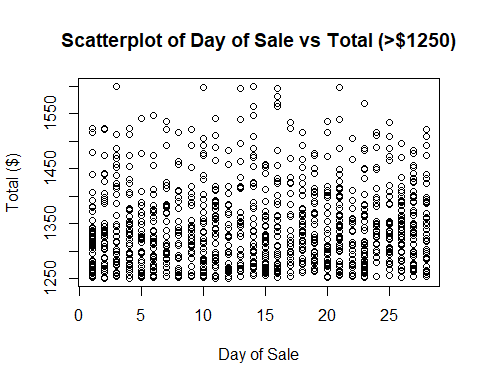 Scatterplot of Day of Sale vs Total (>$1250)
Total ($)
1550
1450
1350
1250
0 5 10 15 20 25
Day of Sale